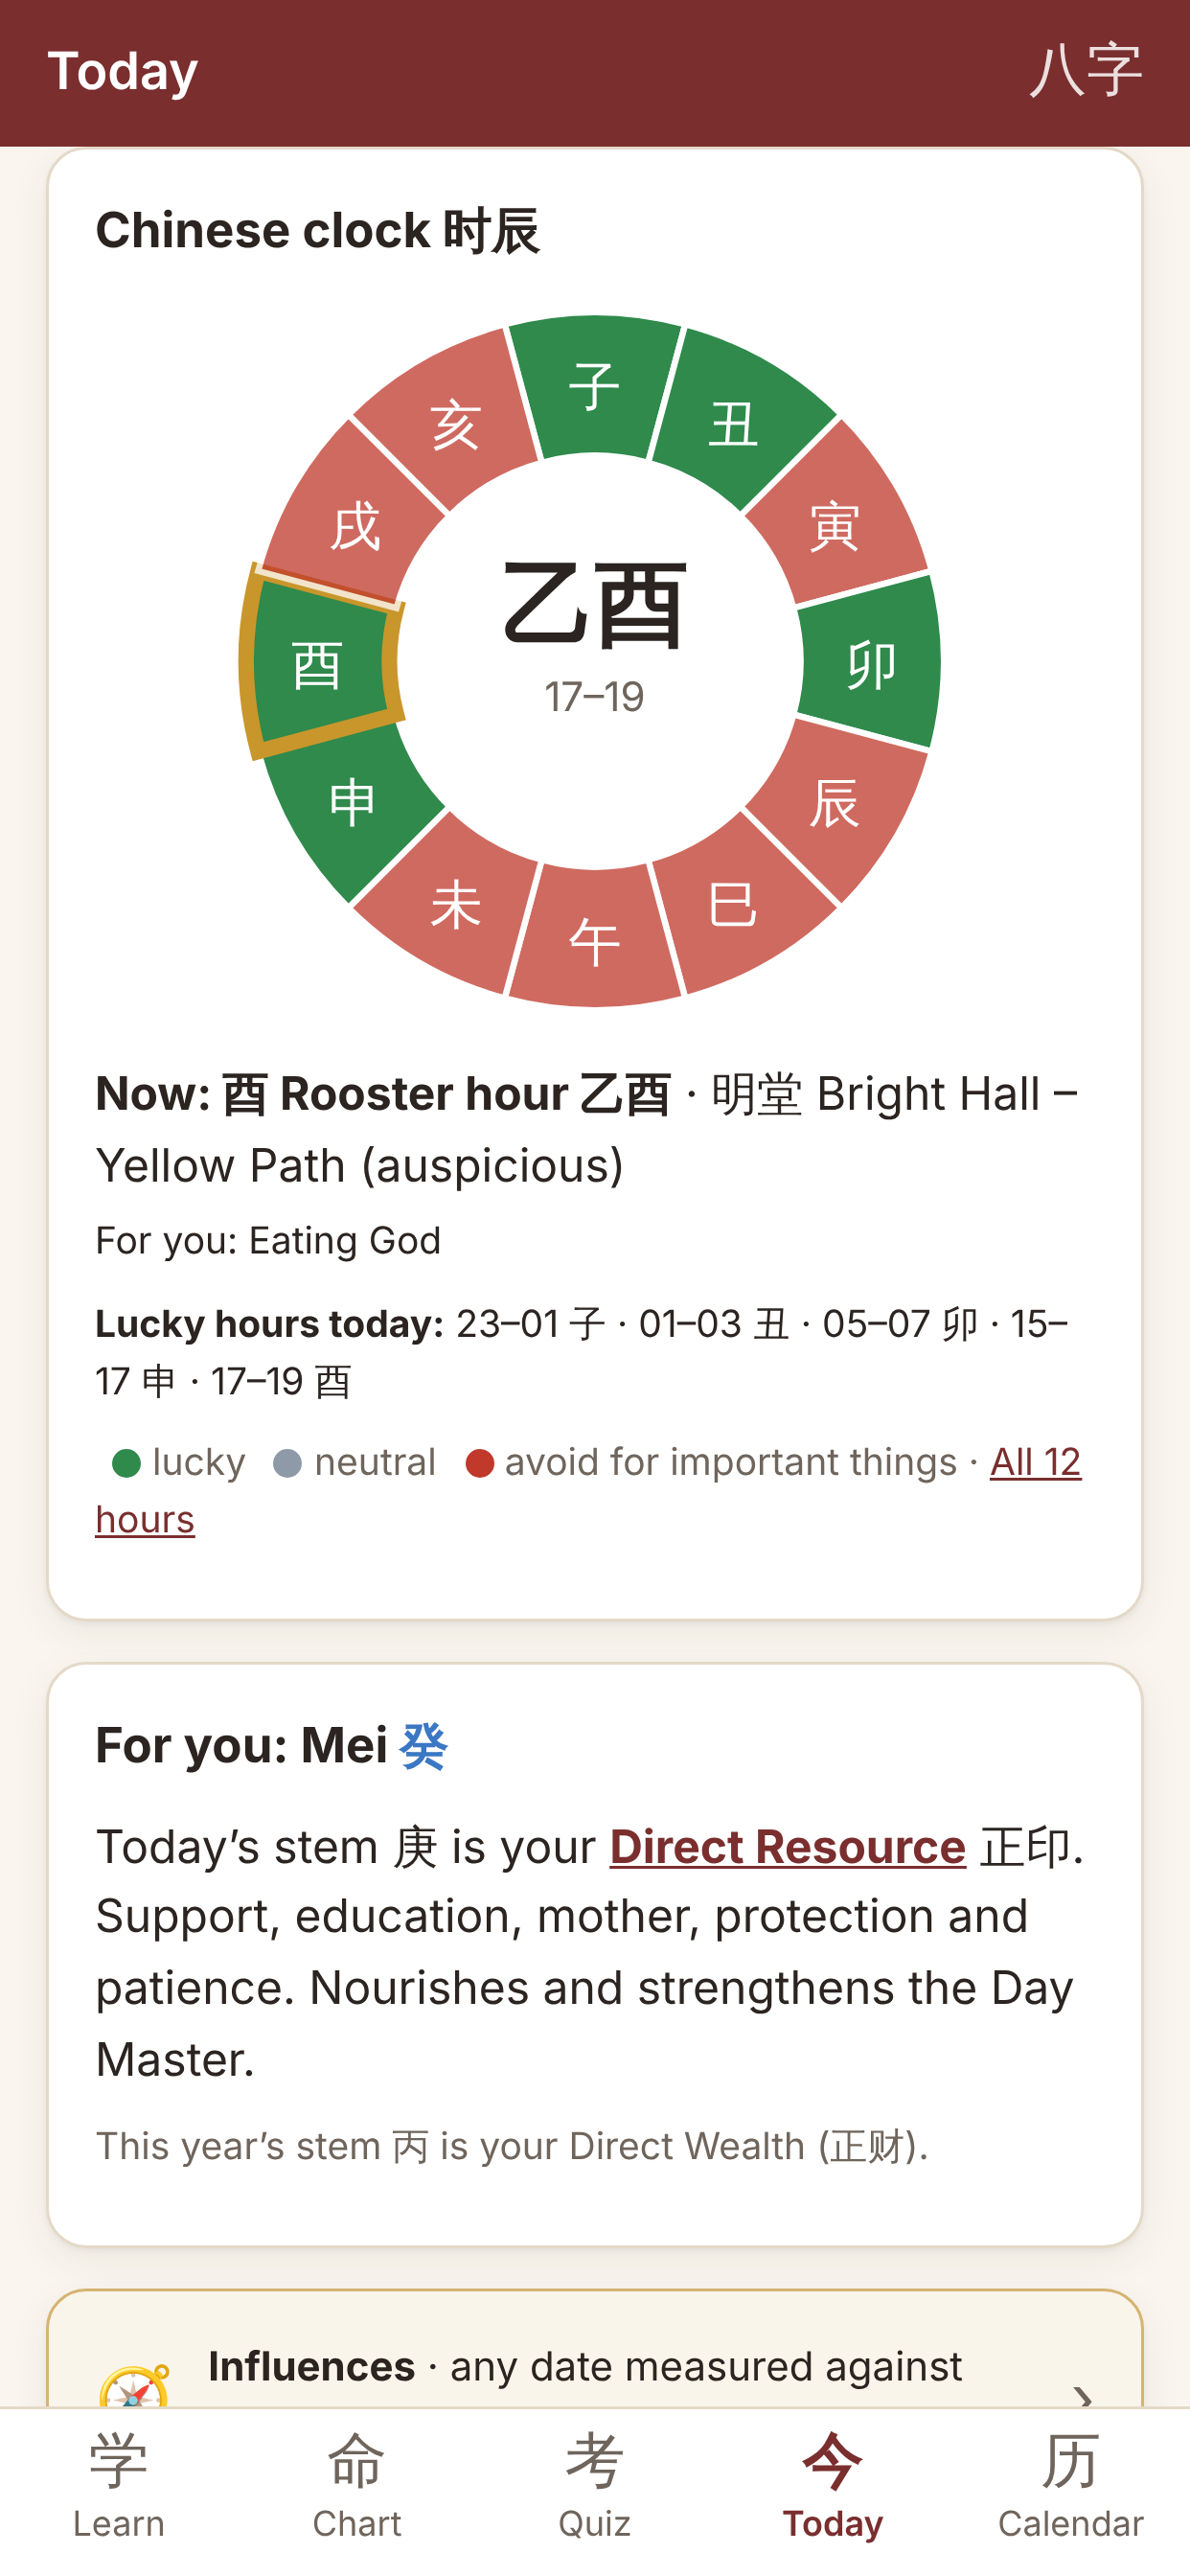 Today
八字
Chinese clock 时辰
子
丑
寅
卯
辰
巳
午
未
申
酉
戌
亥
乙酉
17–19
Now: 酉 Rooster hour 乙酉 · 明堂 Bright Hall –
Yellow Path (auspicious)
For you: Eating God
Lucky hours today: 23–01 子 · 01–03 丑 · 05–07 卯 · 15–
17 申 · 17–19 酉
lucky neutral avoid for important things · All 12
hours
For you: Mei 癸
Today’s stem 庚 is your Direct Resource 正印.
Support, education, mother, protection and
patience. Nourishes and strengthens the Day
Master.
This year’s stem 丙 is your Direct Wealth (正财).
Influences · any date measured against
学 命 考 今 历
Learn Chart Quiz Today Calendar